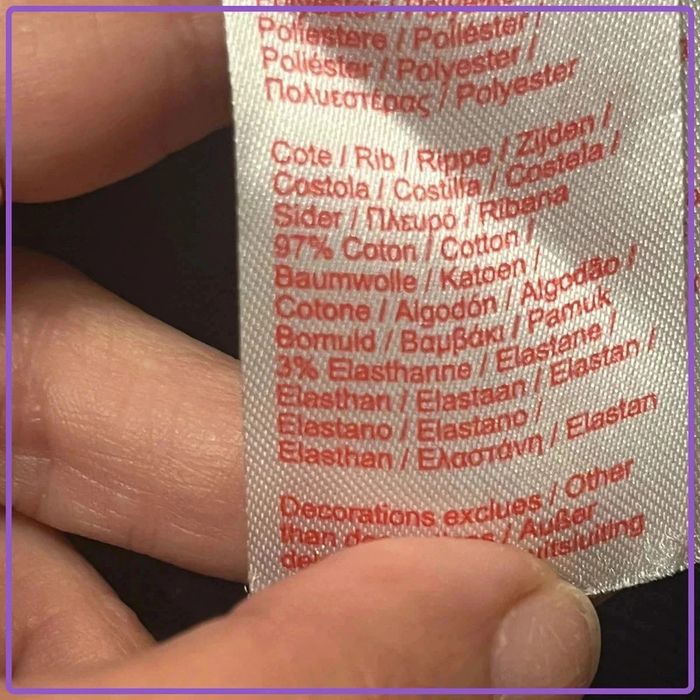 Polyester /
Poliestere / Poliéster /
Poliéster / Polyester /
Πολυεστέρας / Polyester
Cote / Rib / Rippe / Zijden /
Costola / Costilla / Costela /
Sider / Πλευρό / Ribana
97% Coton / Cotton /
Baumwolle / Katoen /
Cotone / Algodón / Algodão /
Bomuld / Βαμβάκι / Pamuk
3% Elasthanne / Elastane /
Elasthan / Elastaan / Elastan /
Elastano / Elastano /
Elasthan / Ελαστάνη / Elastan
Decorations exclues / Other
than / Außer